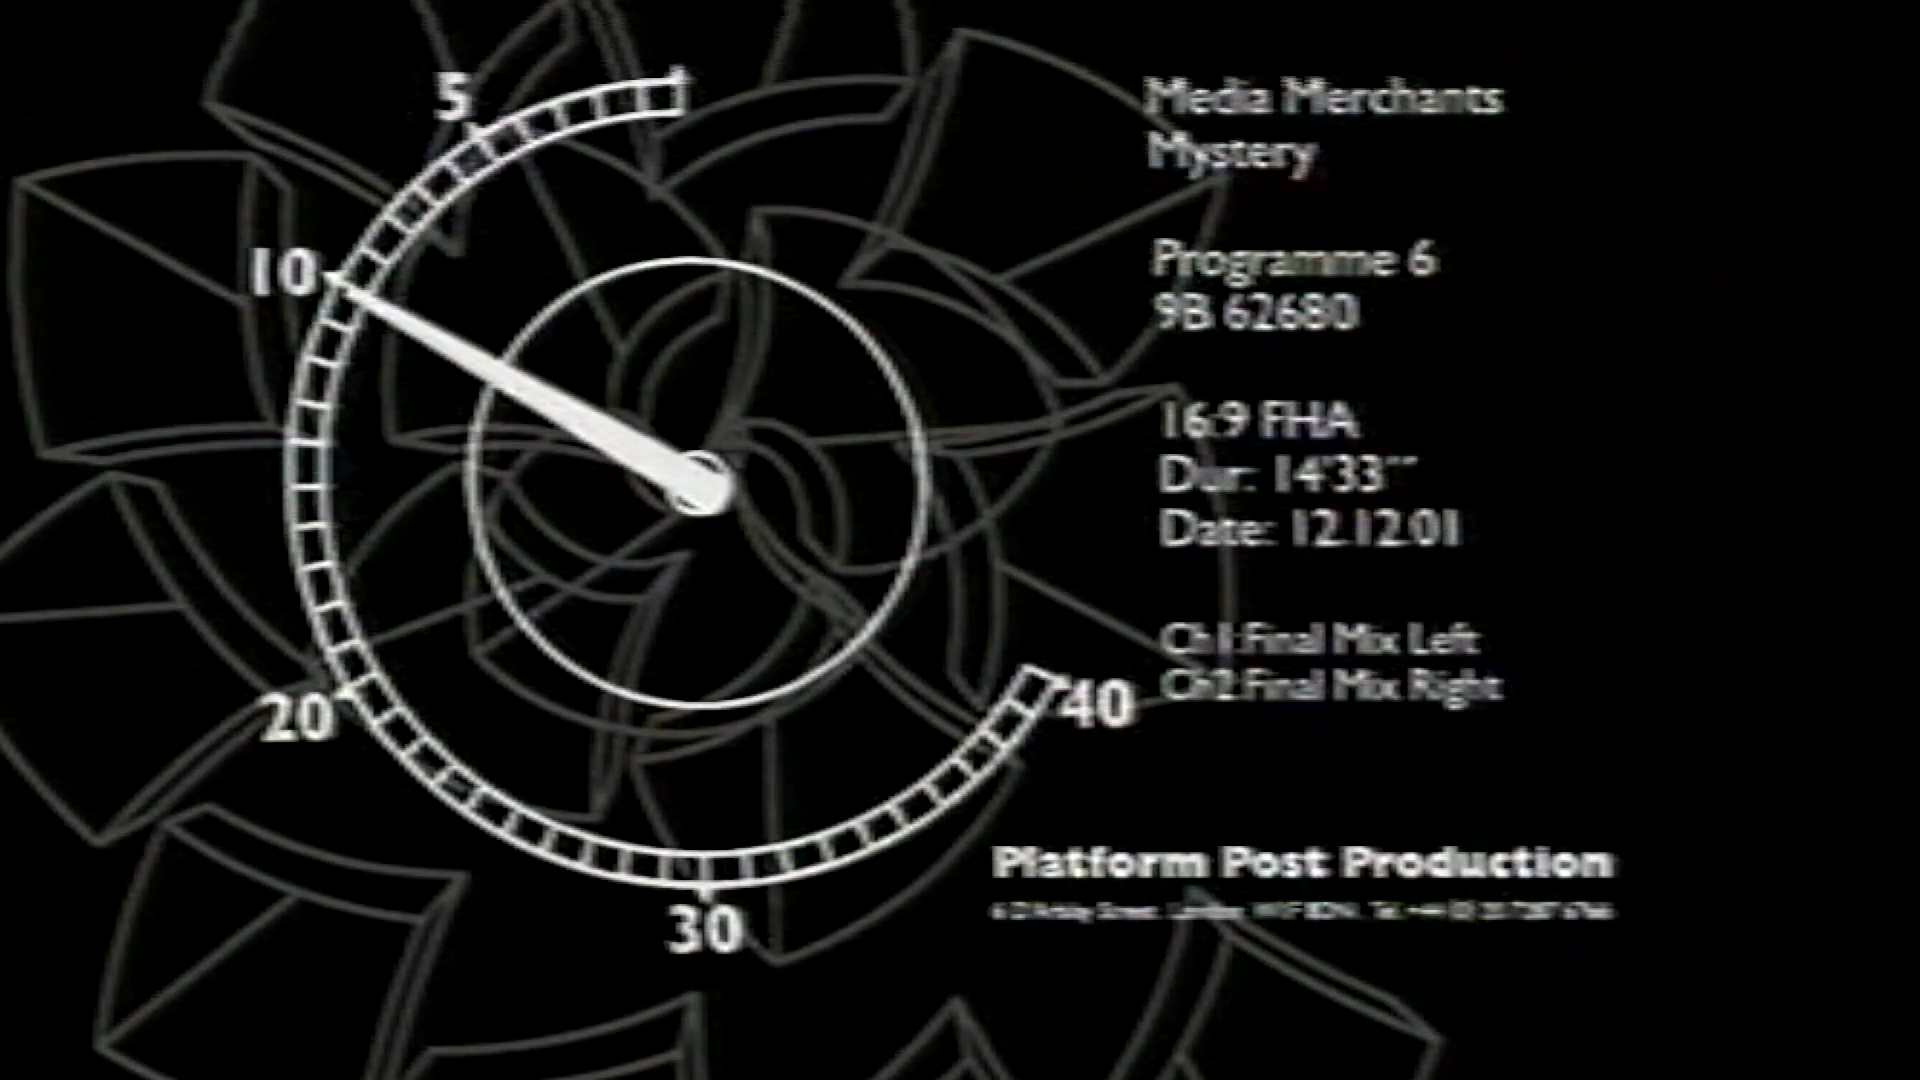 5
10
20
30
40
Media Merchants
Mystery
Programme 6
9B 62680
16:9 FHA
Dur: 14'33"
Date: 12.12.01
Ch1:Final Mix Left
Ch2:Final Mix Right
Platform Post Production